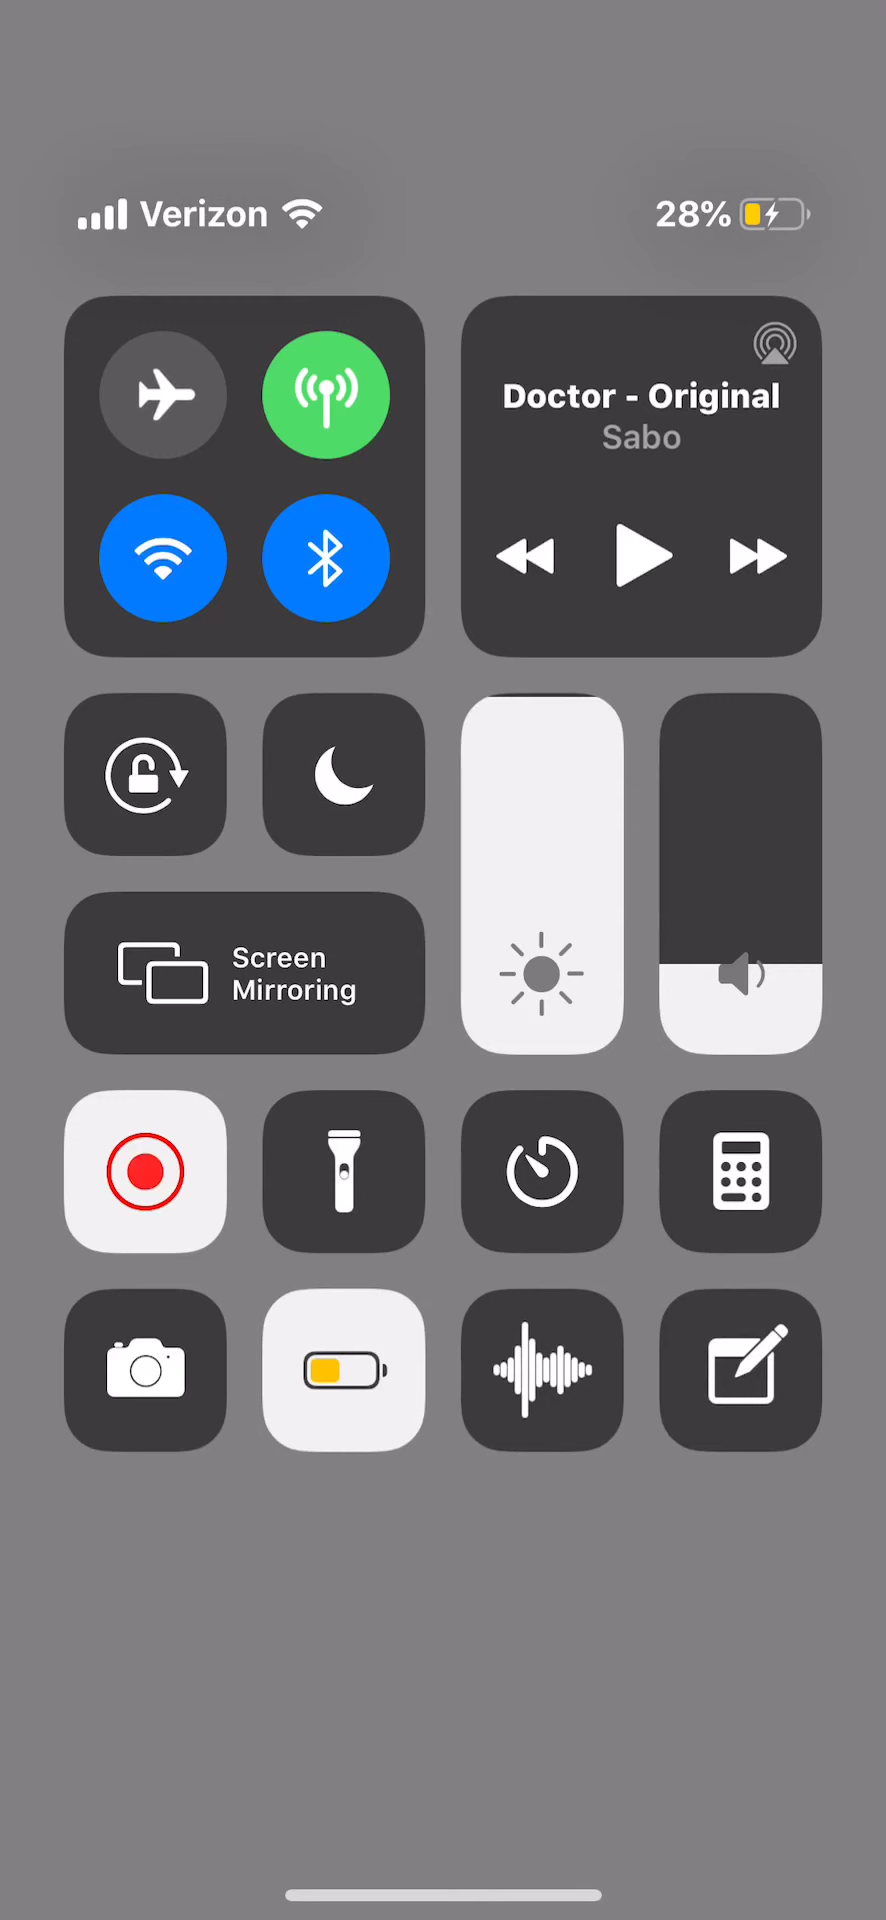 Verizon
28%
Doctor - Original
Sabo
Screen
Mirroring